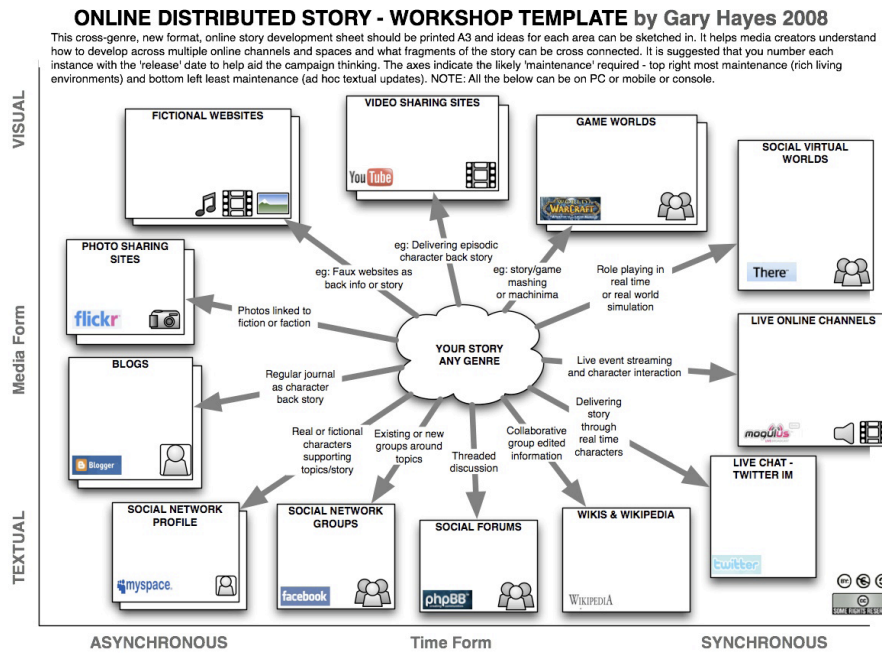 ONLINE DISTRIBUTED STORY - WORKSHOP TEMPLATE by Gary Hayes 2008
This cross-genre, new format, online story development sheet should be printed A3 and ideas for each area can be sketched in. It helps media creators understand
how to develop across multiple online channels and spaces and what fragments of the story can be cross connected. It is suggested that you number each
instance with the 'release' date to help aid the campaign thinking. The axes indicate the likely 'maintenance' required - top right most maintenance (rich living
environments) and bottom left least maintenance (ad hoc textual updates). NOTE: All the below can be on PC or mobile or console.
VISUAL
Media Form
TEXTUAL
FICTIONAL WEBSITES
VIDEO SHARING SITES
You Tube
GAME WORLDS
WARCRAFT
SOCIAL VIRTUAL
WORLDS
There
PHOTO SHARING
SITES
flickr
eg: Faux websites as
back info or story
eg: Delivering episodic
character back story
eg: story/game
mashing
or machinima
Role playing in
real time
or real world
simulation
Photos linked to
fiction or faction
YOUR STORY
ANY GENRE
LIVE ONLINE CHANNELS
mogulus
BLOGS
Blogger
Regular journal
as character
back story
Live event streaming
and character interaction
Real or fictional
characters
supporting
topics/story
Existing or new
groups around
topics
Threaded
discussion
Collaborative
group edited
information
Delivering
story
through
real time
characters
LIVE CHAT -
TWITTER IM
twitter
SOCIAL NETWORK
PROFILE
myspace.
SOCIAL NETWORK
GROUPS
facebook
SOCIAL FORUMS
phpBB
WIKIS & WIKIPEDIA
WIKIPEDIA
BY:
cc
SOME RIGHTS RESER
ASYNCHRONOUS
Time Form
SYNCHRONOUS